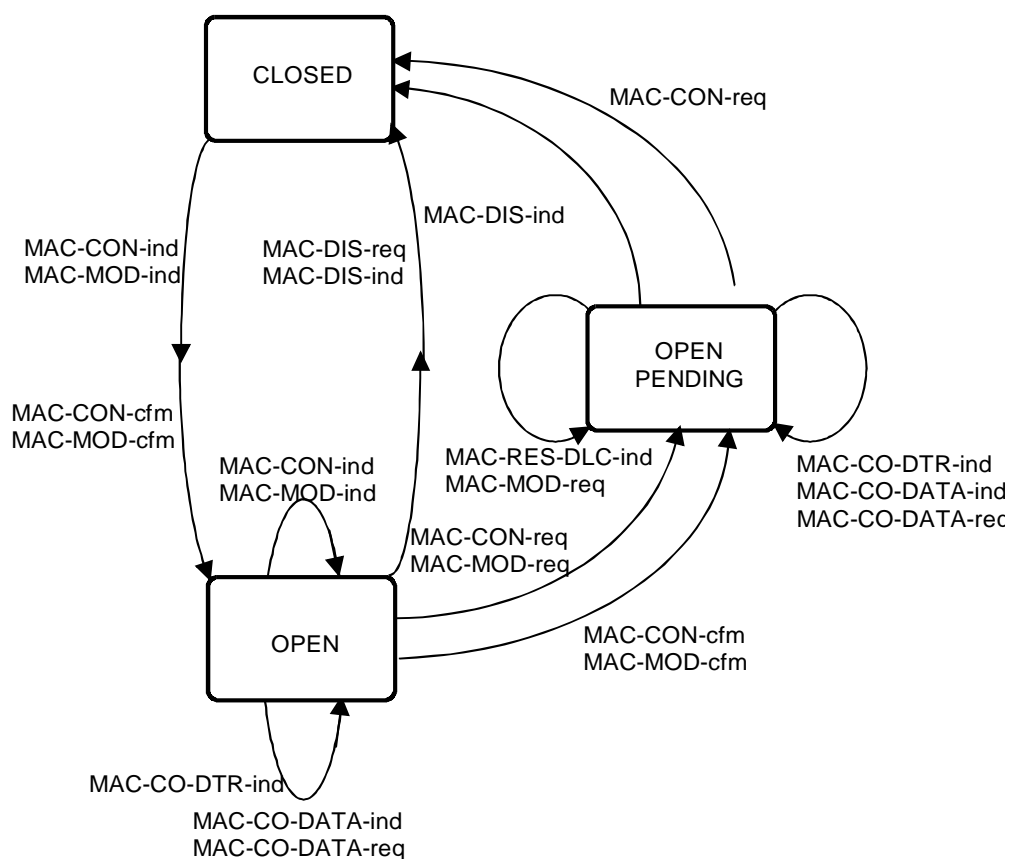 CLOSED
MAC-CON-req
MAC-DIS-ind
MAC-CON-ind
MAC-MOD-ind
MAC-DIS-req
MAC-DIS-ind
OPEN
PENDING
MAC-CON-cfm
MAC-MOD-cfm
MAC-CON-ind
MAC-MOD-ind
MAC-RES-DLC-ind
MAC-MOD-req
MAC-CO-DTR-ind
MAC-CO-DATA-ind
MAC-CO-DATA-rec
MAC-CON-req
MAC-MOD-req
OPEN
MAC-CON-cfm
MAC-MOD-cfm
MAC-CO-DTR-ind
MAC-CO-DATA-ind
MAC-CO-DATA-req